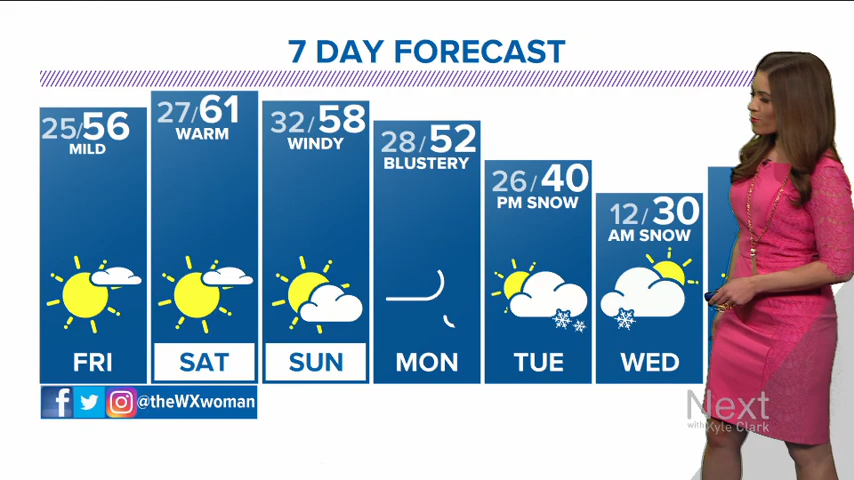 7 DAY FORECAST
25/56
MILD
27/61
WARM
32/58
WINDY
28/52
BLUSTERY
26/40
PM SNOW
12/30
AM SNOW
FRI
SAT
SUN
MON
TUE
WED
f @theWXwoman
Next
with Kyle Clark